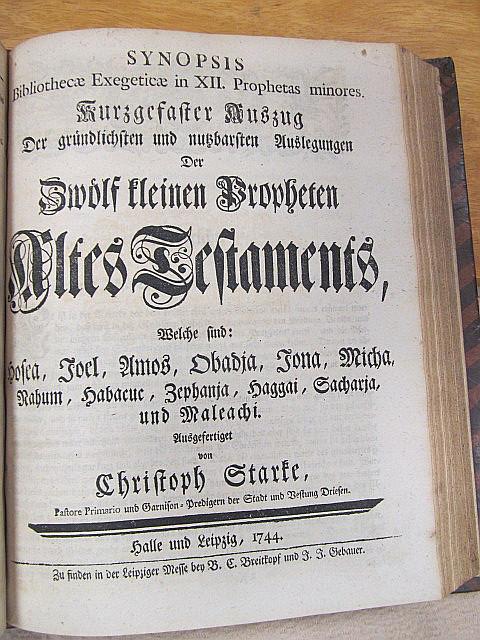 SYNOPSIS
Bibliothecæ Exegeticæ in XII. Prophetas minores.
Kurzgefaßter Auszug
Der gründlichsten und nutzbarsten Auslegungen
Der
Zwölf kleinen Propheten
Altes Testaments,
Welche sind:
Hosea, Joel, Amos, Obadja, Jona, Micha,
Nahum, Habacuc, Zephanja, Haggai, Sacharja,
und Maleachi.
Ausgefertiget
von
Christoph Starke,
Pastore Primario und Garnison-Predigern der Stadt und Vestung Driesen.
Halle und Leipzig, 1744.
Zu finden in der Leipziger Messe bey B. C. Breitkopf und J. J. Gebauer.